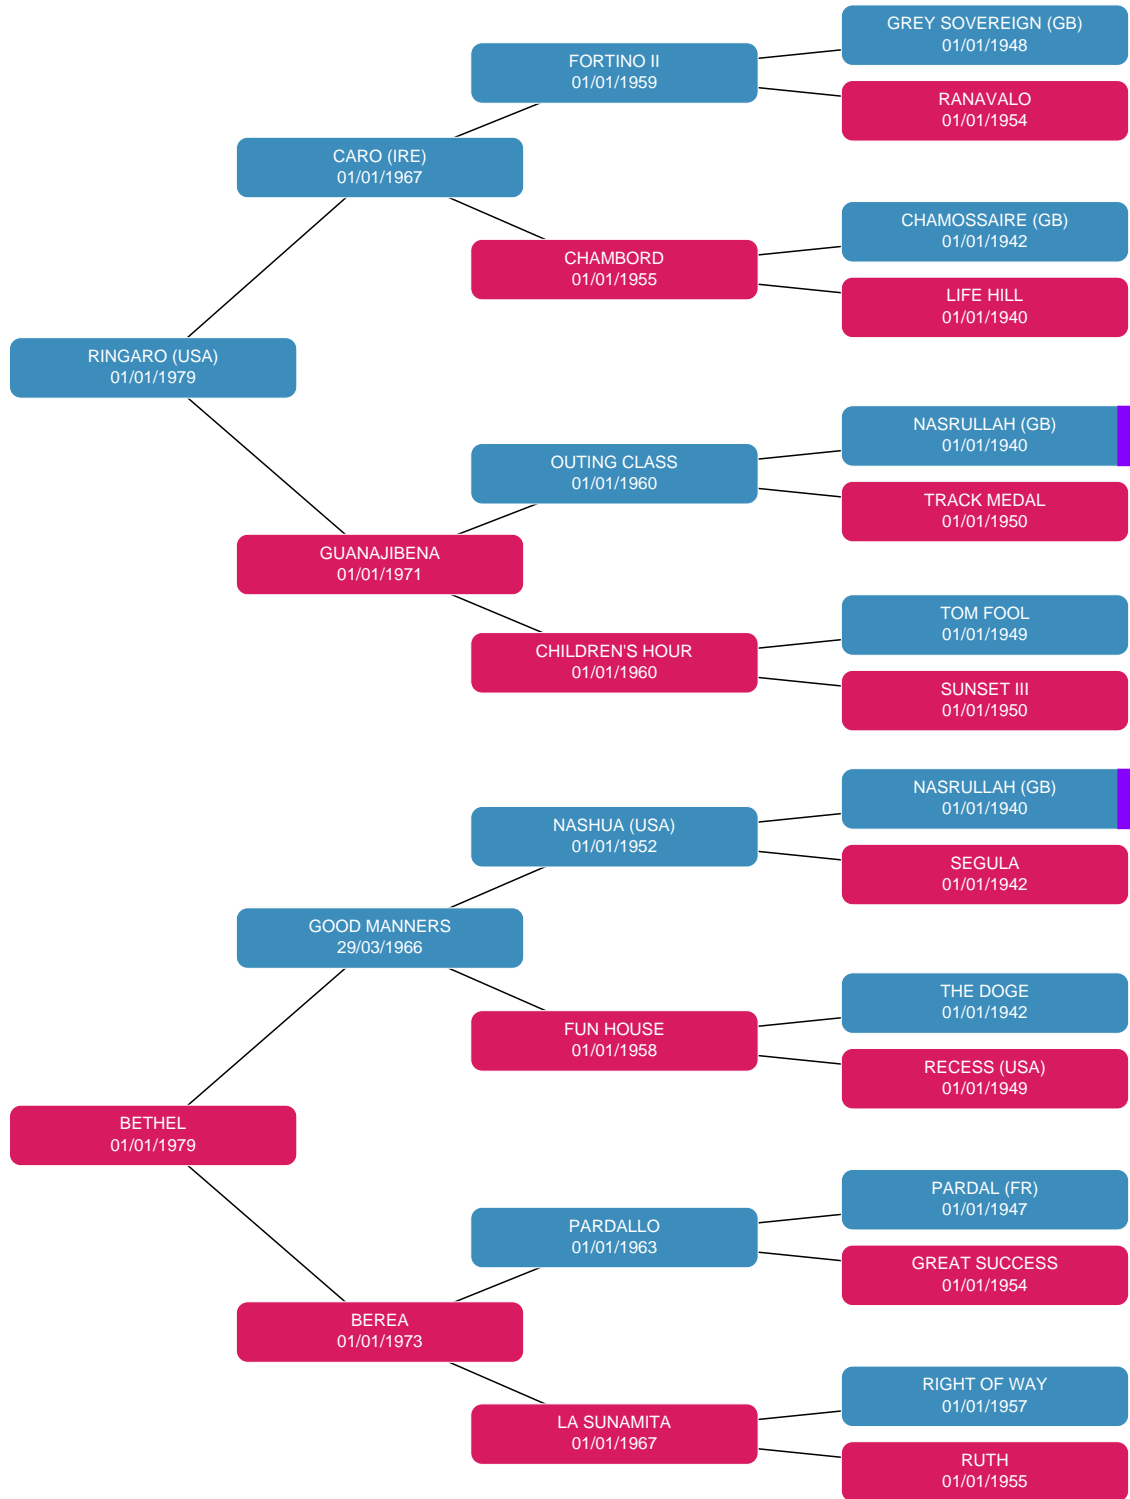 GREY SOVEREIGN (GB)
01/01/1948
FORTINO II
01/01/1959
RANAVALO
01/01/1954
CARO (IRE)
01/01/1967
CHAMOSSAIRE (GB)
01/01/1942
CHAMBORD
01/01/1955
LIFE HILL
01/01/1940
RINGARO (USA)
01/01/1979
NASRULLAH (GB)
01/01/1940
OUTING CLASS
01/01/1960
TRACK MEDAL
01/01/1950
GUANAJIBENA
01/01/1971
TOM FOOL
01/01/1949
CHILDREN'S HOUR
01/01/1960
SUNSET III
01/01/1950
NASRULLAH (GB)
01/01/1940
NASHUA (USA)
01/01/1952
SEGULA
01/01/1942
GOOD MANNERS
29/03/1966
THE DOGE
01/01/1942
FUN HOUSE
01/01/1958
RECESS (USA)
01/01/1949
BETHEL
01/01/1979
PARDAL (FR)
01/01/1947
PARDALLO
01/01/1963
GREAT SUCCESS
01/01/1954
BEREA
01/01/1973
RIGHT OF WAY
01/01/1957
LA SUNAMITA
01/01/1967
RUTH
01/01/1955